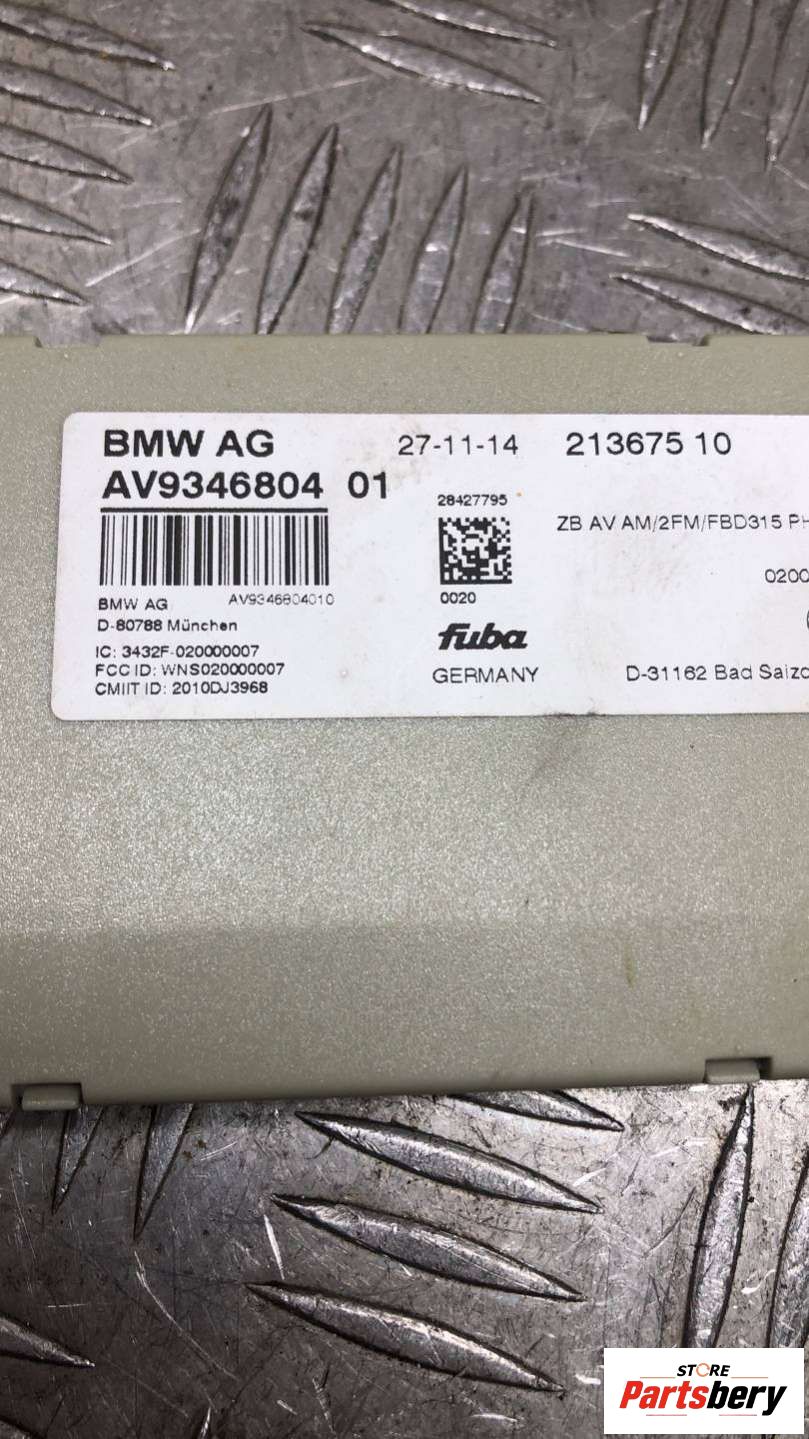 BMW AG 27-11-14 213675 10
AV9346804 01
28427795
ZB AV AM/2FM/FBD315
0020
BMW AG AV9346804010
D-80788 München
fuba
IC: 3432F-020000007
FCC ID: WNS020000007
CMIIT ID: 2010DJ3968
GERMANY D-31162 Bad
STORE
Partsbery